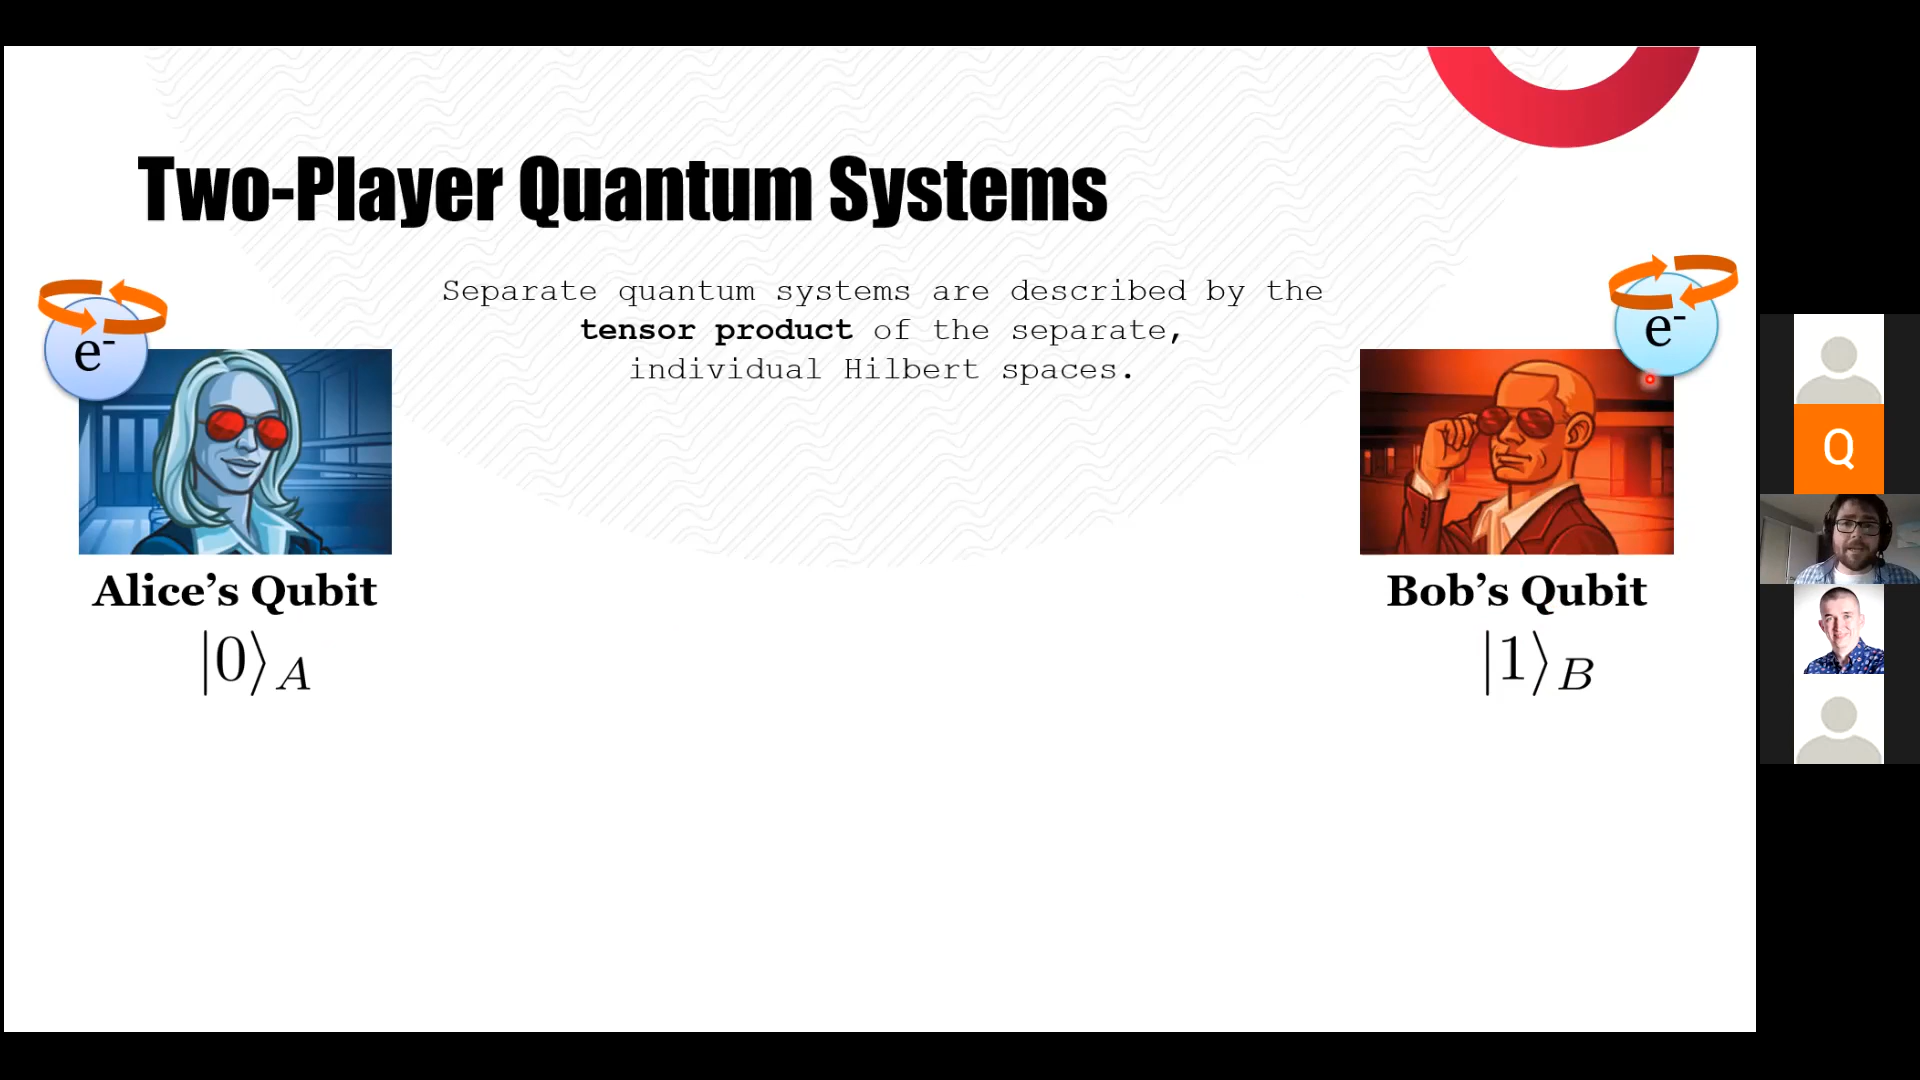 Two-Player Quantum Systems
Separate quantum systems are described by the
tensor product of the separate,
individual Hilbert spaces.
e-
e-
Alice’s Qubit
Bob’s Qubit
|0⟩A
|1⟩B
Q